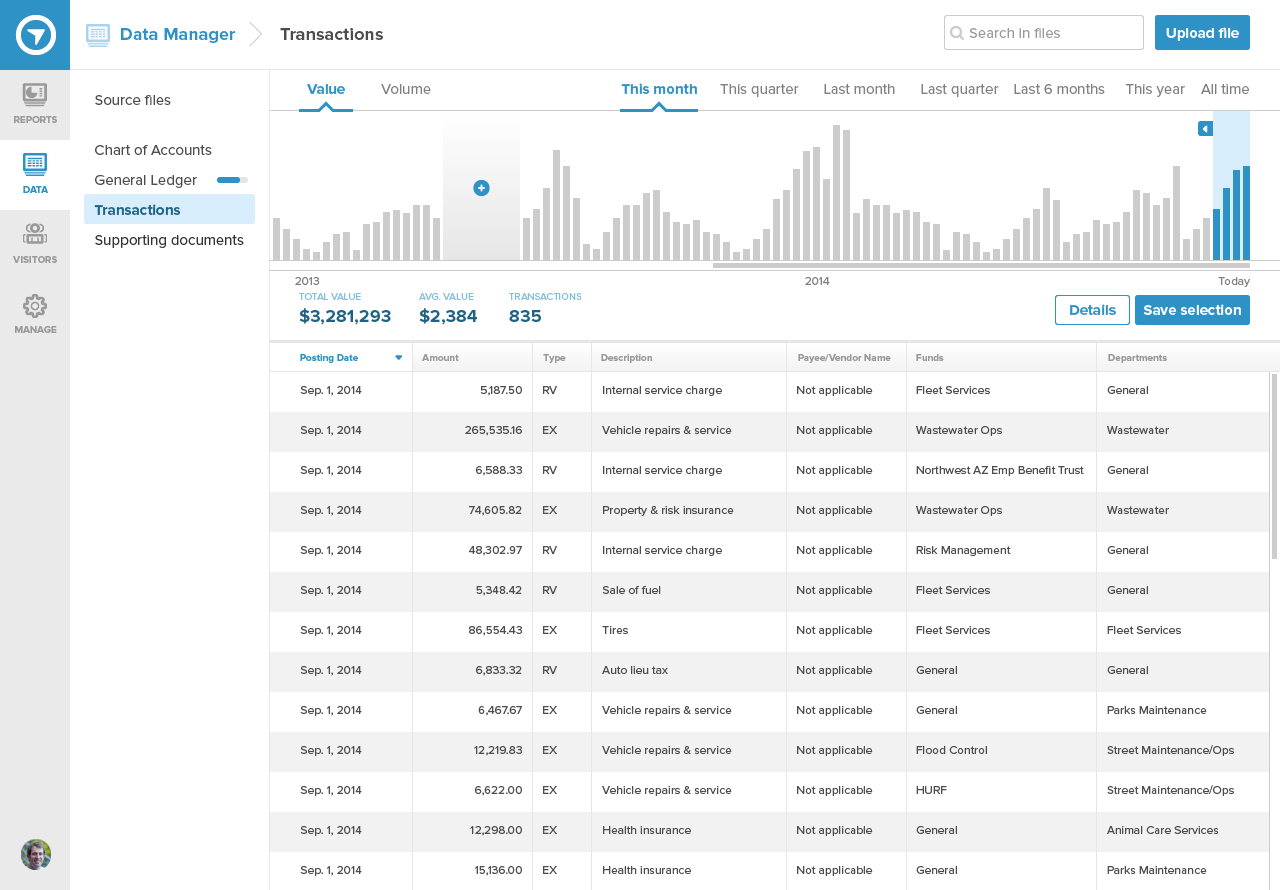 Data Manager Transactions Search in files Upload file
REPORTS
DATA
VISITORS
MANAGE
Source files
Chart of Accounts
General Ledger
Transactions
Supporting documents
Value Volume This month This quarter Last month Last quarter Last 6 months This year All time
2013 2014 Today
TOTAL VALUE AVG. VALUE TRANSACTIONS
$3,281,293 $2,384 835 Details Save selection
Posting Date Amount Type Description Payee/Vendor Name Funds Departments
Sep. 1, 2014 5,187.50 RV Internal service charge Not applicable Fleet Services General
Sep. 1, 2014 265,535.16 EX Vehicle repairs & service Not applicable Wastewater Ops Wastewater
Sep. 1, 2014 6,588.33 RV Internal service charge Not applicable Northwest AZ Emp Benefit Trust General
Sep. 1, 2014 74,605.82 EX Property & risk insurance Not applicable Wastewater Ops Wastewater
Sep. 1, 2014 48,302.97 RV Internal service charge Not applicable Risk Management General
Sep. 1, 2014 5,348.42 RV Sale of fuel Not applicable Fleet Services General
Sep. 1, 2014 86,554.43 EX Tires Not applicable Fleet Services Fleet Services
Sep. 1, 2014 6,833.32 RV Auto lieu tax Not applicable General General
Sep. 1, 2014 6,467.67 EX Vehicle repairs & service Not applicable General Parks Maintenance
Sep. 1, 2014 12,219.83 EX Vehicle repairs & service Not applicable Flood Control Street Maintenance/Ops
Sep. 1, 2014 6,622.00 EX Vehicle repairs & service Not applicable HURF Street Maintenance/Ops
Sep. 1, 2014 12,298.00 EX Health insurance Not applicable General Animal Care Services
Sep. 1, 2014 15,136.00 EX Health insurance Not applicable General Parks Maintenance